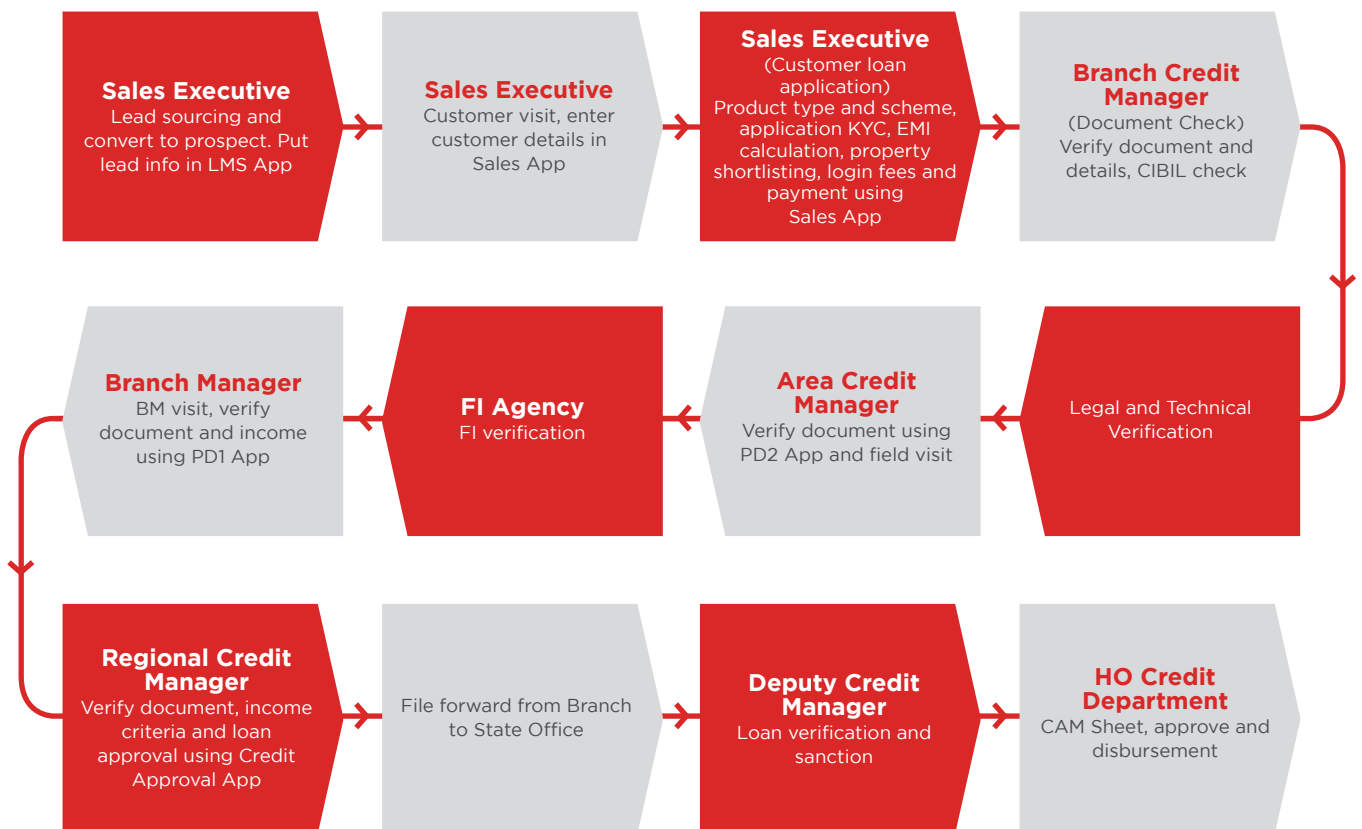 Sales Executive
Lead sourcing and
convert to prospect. Put
lead info in LMS App
Sales Executive
Customer visit, enter
customer details in
Sales App
Sales Executive
(Customer loan
application)
Product type and scheme,
application KYC, EMI
calculation, property
shortlisting, login fees and
payment using
Sales App
Branch Credit
Manager
(Document Check)
Verify document and
details, CIBIL check
Legal and Technical
Verification
Area Credit
Manager
Verify document using
PD2 App and field visit
FI Agency
FI verification
Branch Manager
BM visit, verify
document and income
using PD1 App
Regional Credit
Manager
Verify document, income
criteria and loan
approval using Credit
Approval App
File forward from Branch
to State Office
Deputy Credit
Manager
Loan verification and
sanction
HO Credit
Department
CAM Sheet, approve and
disbursement